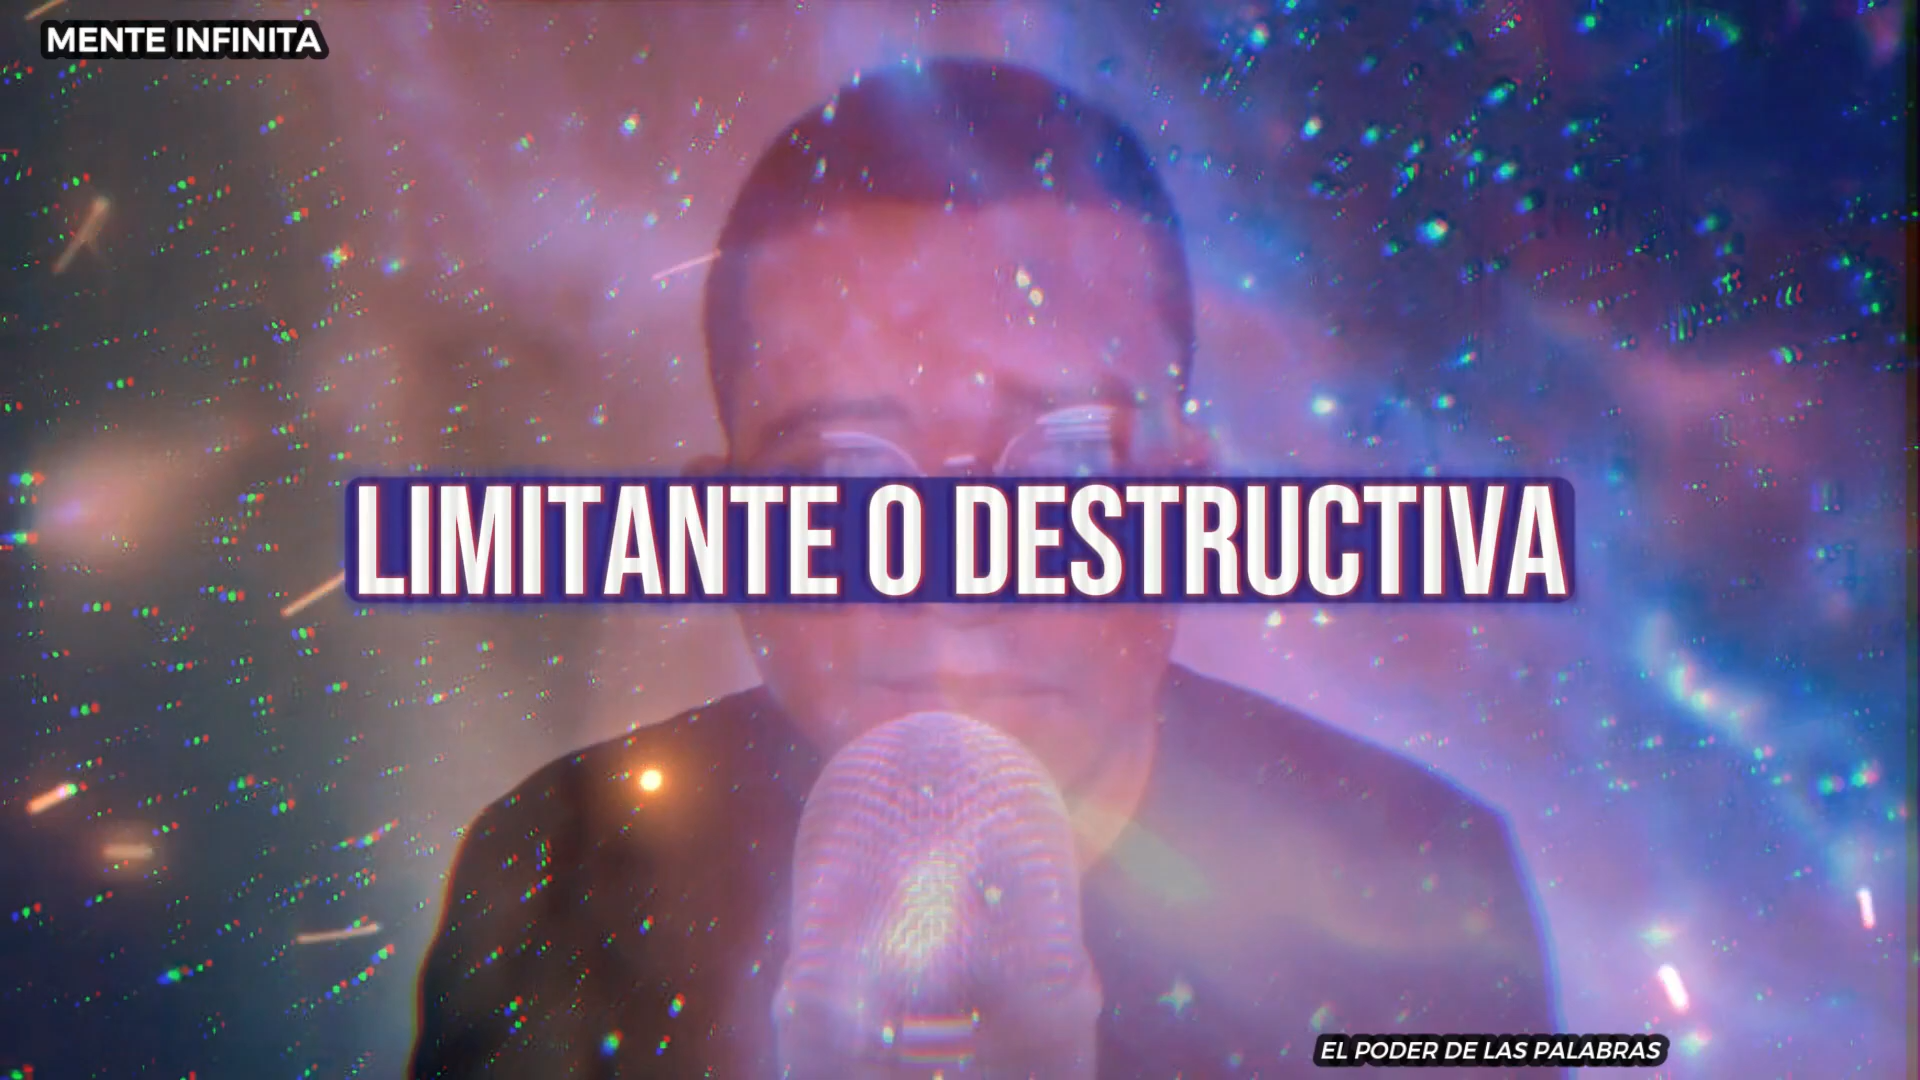 MENTE INFINITA
LIMITANTE O DESTRUCTIVA
EL PODER DE LAS PALABRAS